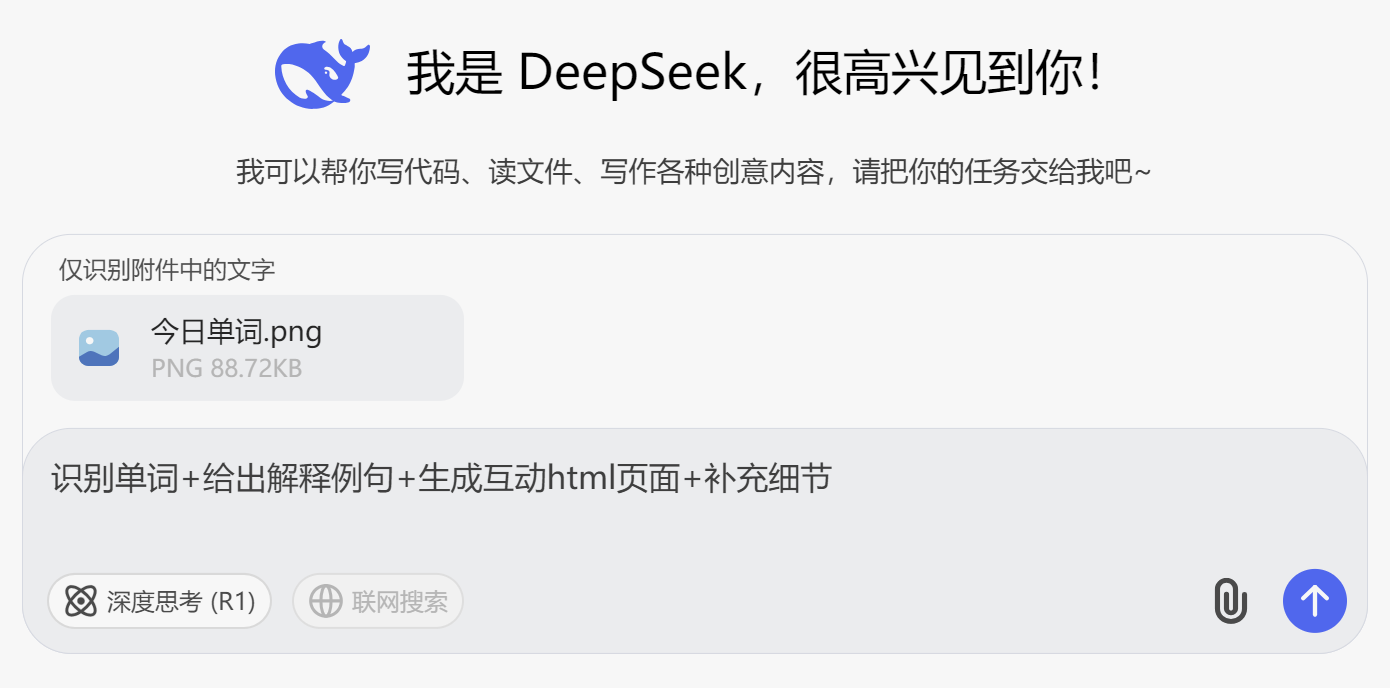 我是 DeepSeek，很高兴见到你！
我可以帮你写代码、读文件、写作各种创意内容，请把你的任务交给我吧~
仅识别附件中的文字
今日单词.png
PNG 88.72KB
识别单词+给出解释例句+生成互动html页面+补充细节
深度思考 (R1)
联网搜索